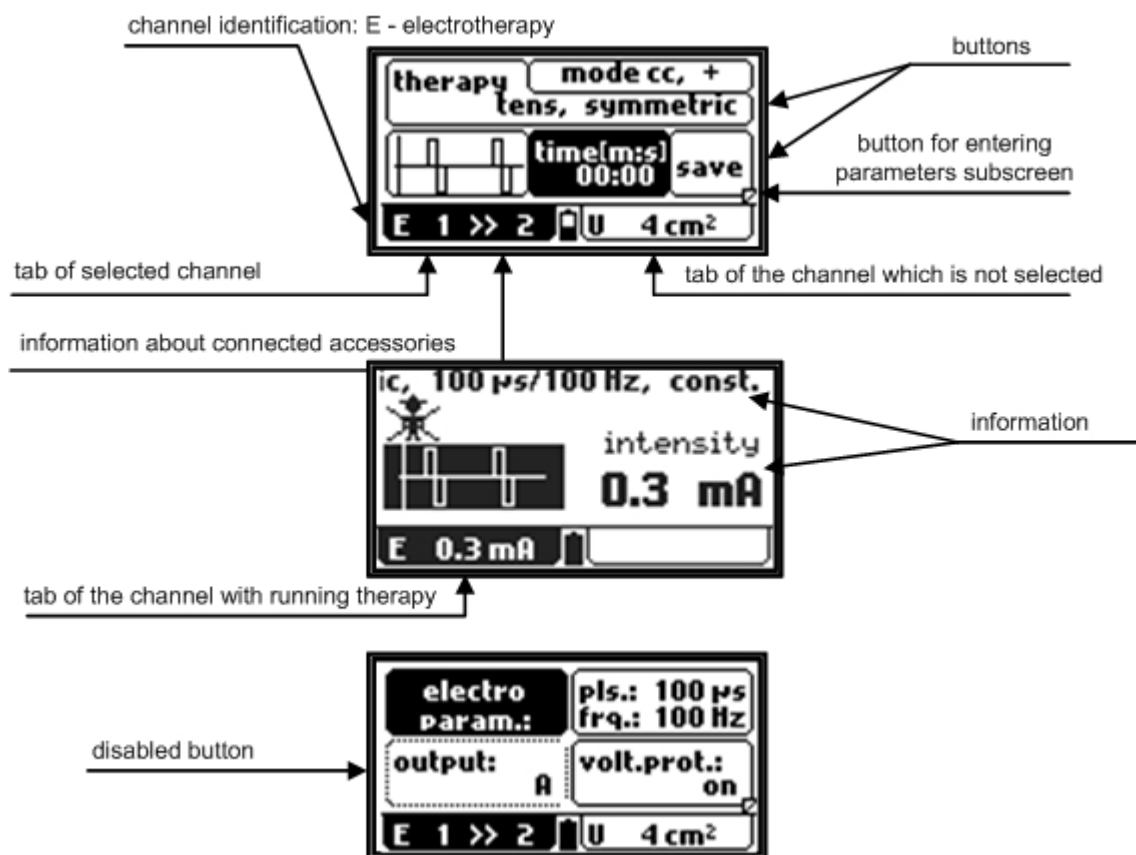 channel identification: E - electrotherapy
buttons
therapy
mode cc, +
tens, symmetric
time[m:s]
00:00
save
button for entering
parameters subscreen
E 1 >> 2
U 4 cm²
tab of selected channel
tab of the channel which is not selected
information about connected accessories
ic, 100 µs/100 Hz, const.
information
intensity
0.3 mA
E 0.3 mA
tab of the channel with running therapy
electro
param.:
pls.: 100 µs
frq.: 100 Hz
disabled button
output:
A
volt.prot.:
on
E 1 >> 2
U 4 cm²